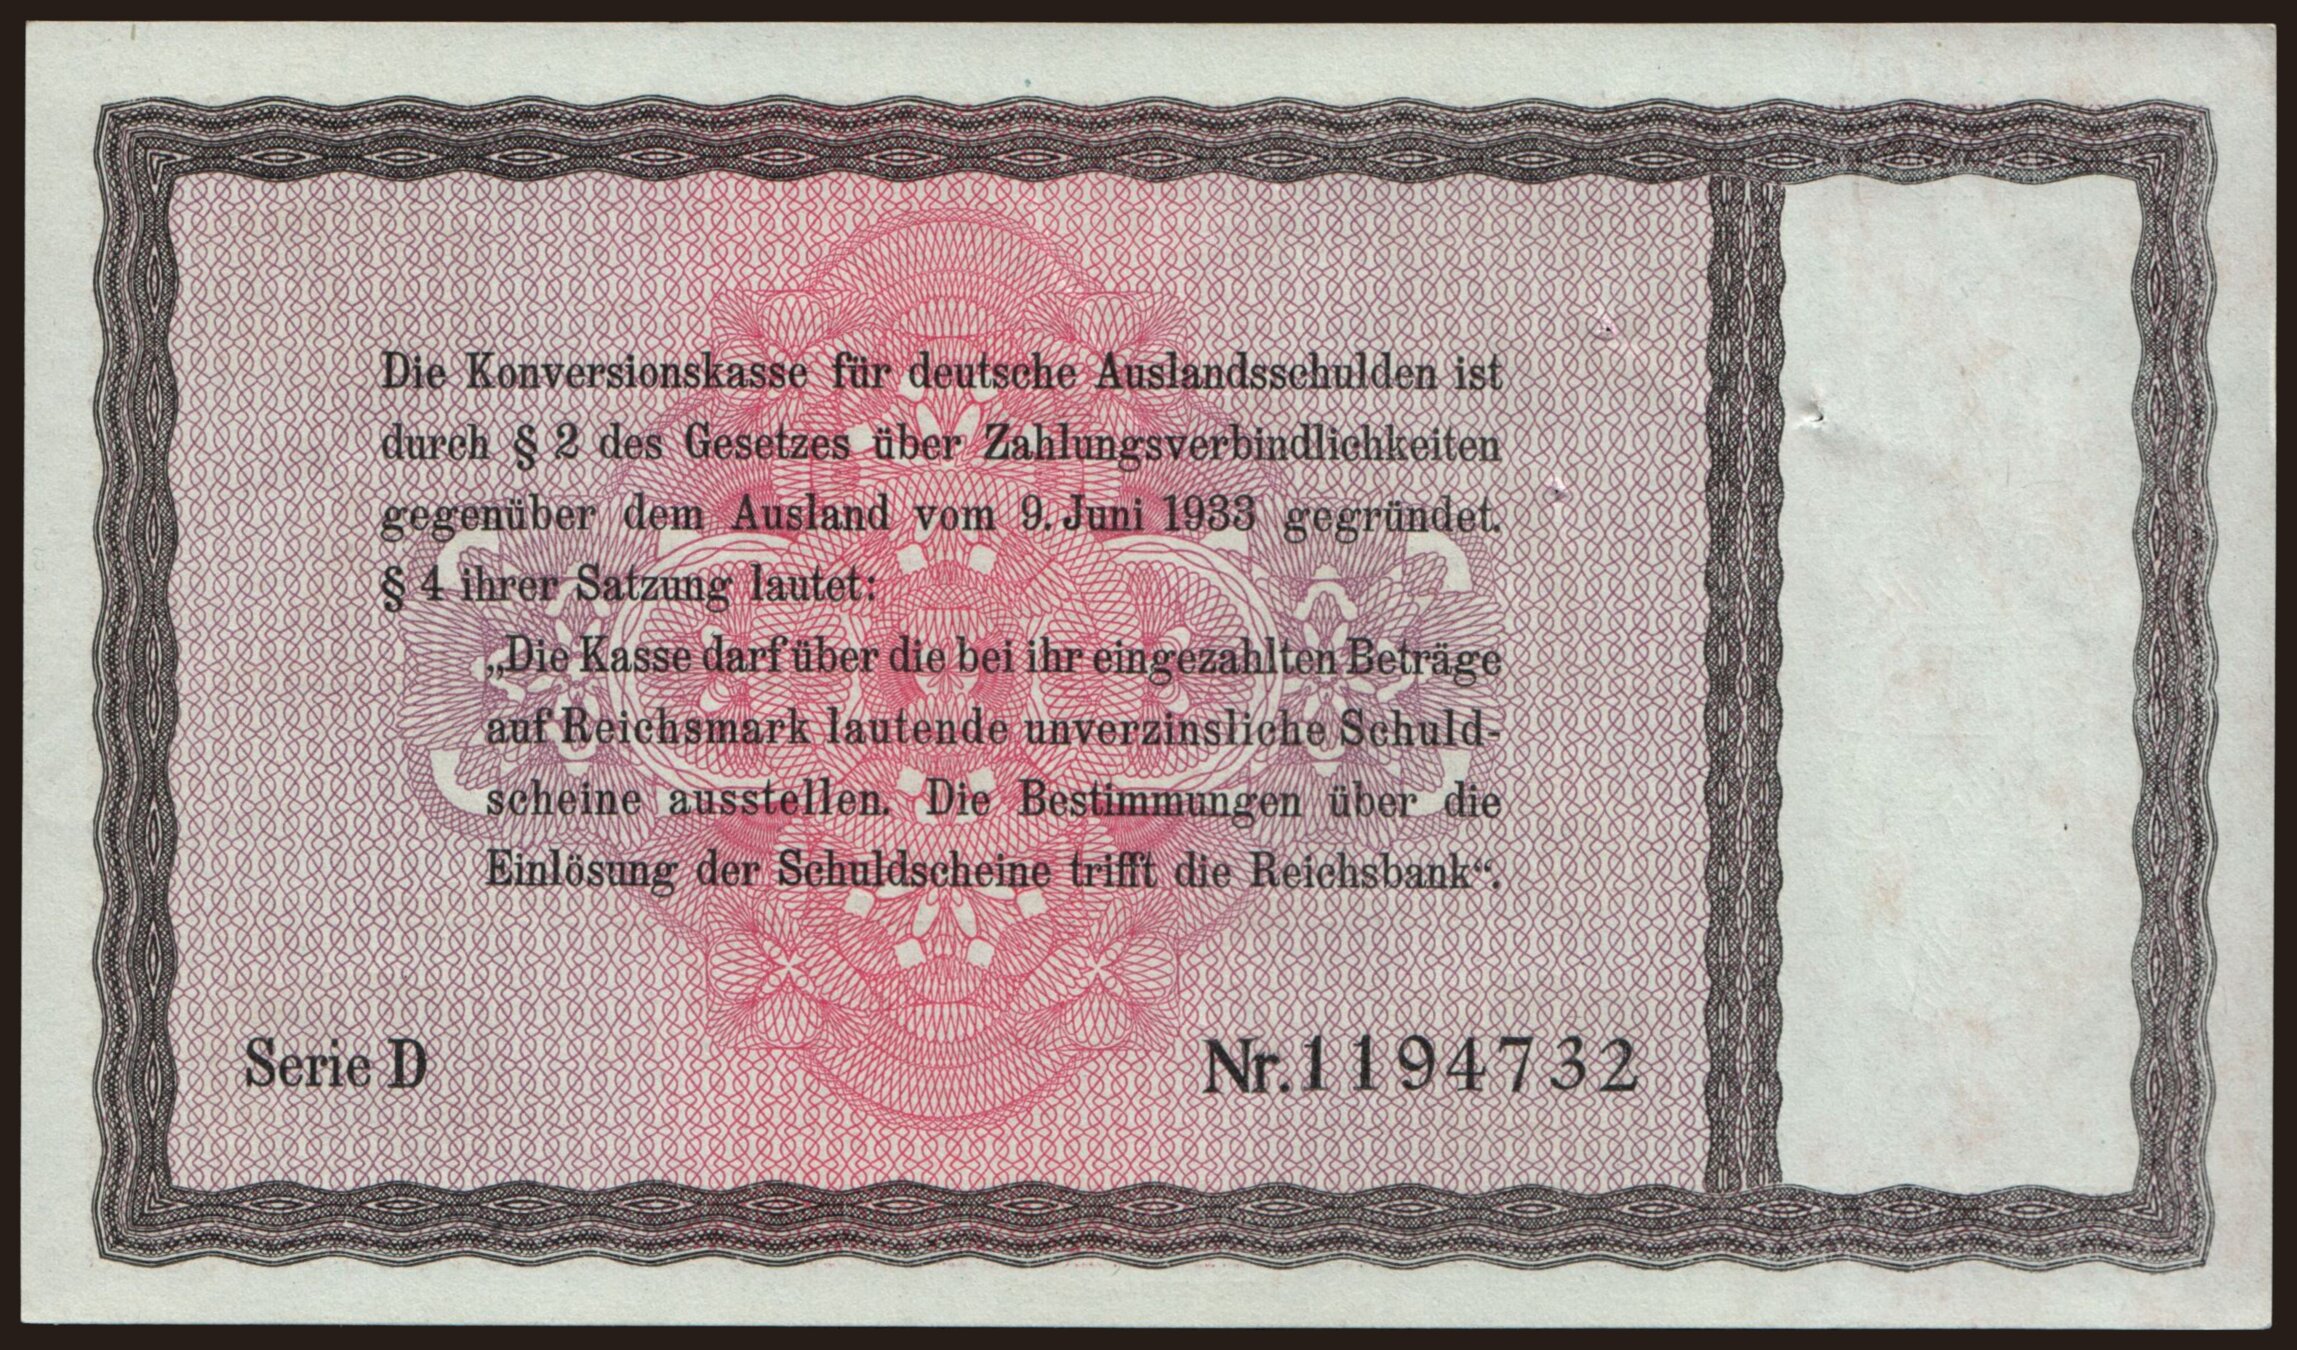 Die Konversionskasse für deutsche Auslandsschulden ist
durch § 2 des Gesetzes über Zahlungsverbindlichkeiten
gegenüber dem Ausland vom 9. Juni 1933 gegründet.
§ 4 ihrer Satzung lautet:
„Die Kasse darf über die bei ihr eingezahlten Beträge
auf Reichsmark lautende unverzinsliche Schuld-
scheine ausstellen. Die Bestimmungen über die
Einlösung der Schuldscheine trifft die Reichsbank“.
Serie D
Nr. 1194732